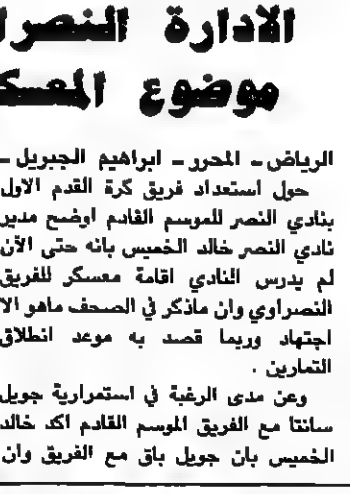 الادارة
موضوع
الرياض - المحرر - ابراهيم الجبريل -
حول استعداد فريق كرة القدم الاول
بنادي النصر للموسم القادم اوضح مدير
نادي النصر خالد الخميس بانه حتى الآن
لم يدرس النادي اقامة معسكر للفريق
النصراوي وان ماذكر في الصحف ماهو الا
اجتهاد وربما قصد به موعد انطلاق
التمارين .
وعن مدى الرغبة في استمرارية جويل
سانتا مع الفريق الموسم القادم اكد خالد
الخميس بان جويل باق مع الفريق وان